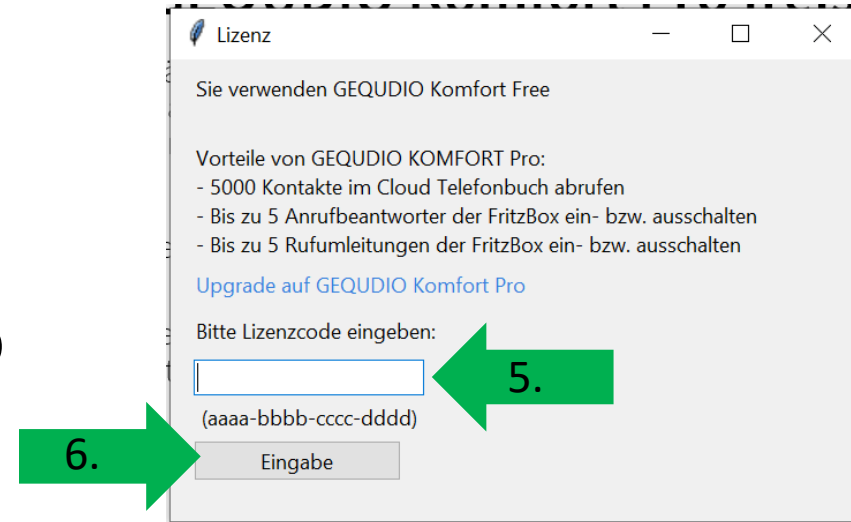 Lizenz
Sie verwenden GEQUDIO Komfort Free
Vorteile von GEQUDIO KOMFORT Pro:
- 5000 Kontakte im Cloud Telefonbuch abrufen
- Bis zu 5 Anrufbeantworter der FritzBox ein- bzw. ausschalten
- Bis zu 5 Rufumleitungen der FritzBox ein- bzw. ausschalten
Upgrade auf GEQUDIO Komfort Pro
Bitte Lizenzcode eingeben:
5.
(aaaa-bbbb-cccc-dddd)
6.
Eingabe